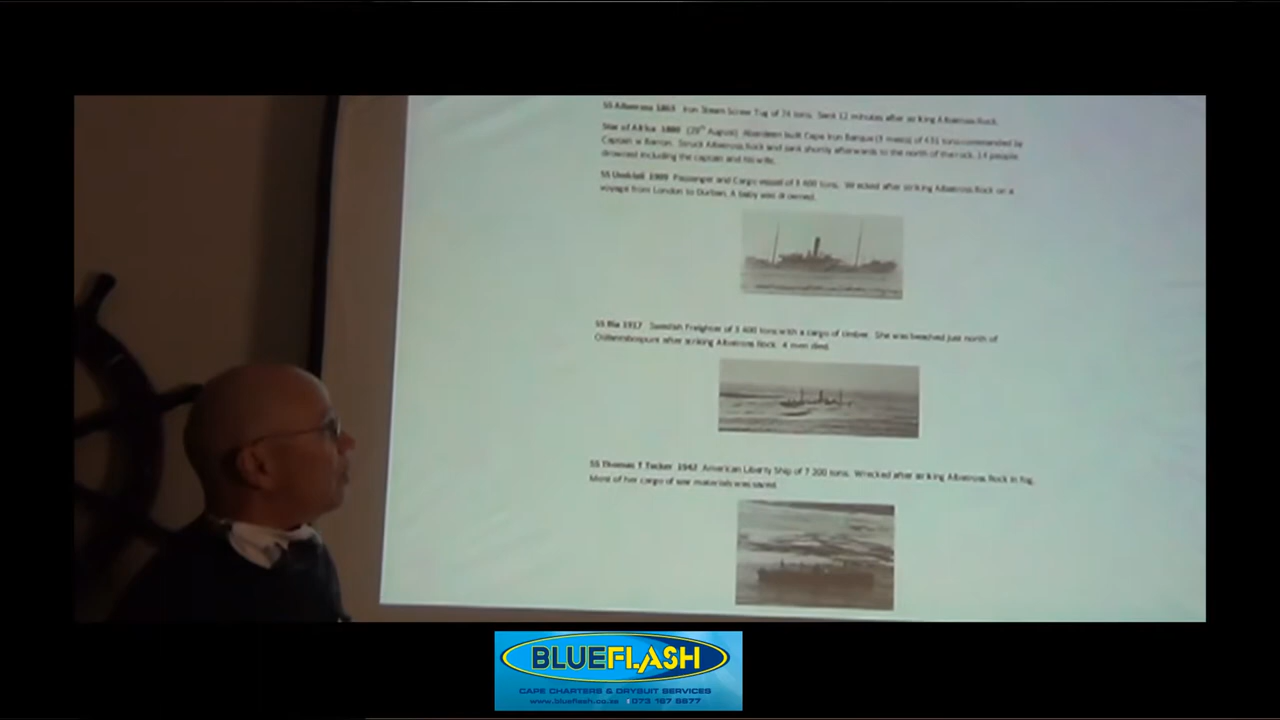 SS Albatross 1863 Iron Steam Screw Tug of 74 tons. Sank 12 minutes after striking Albatross Rock.
Star of Africa 1880 (29th August) Aberdeen built Cape Iron Barque (3 masts) of 431 tons commanded by
Captain w Barron. Struck Albatross Rock and sank shortly afterwards to the north of the rock. 14 people
drowned including the captain and his wife.
SS Umhlali 1909 Passenger and Cargo vessel of 3 400 tons. Wrecked after striking Albatross Rock on a
voyage from London to Durban. A baby was drowned.
SS Bia 1917 Swedish Freighter of 3 400 tons with a cargo of timber. She was beached just north of
after striking Albatross Rock. 4 men died.
SS Thomas T Tucker 1942 American Liberty Ship of 7 200 tons. Wrecked after striking Albatross Rock in fog.
Most of her cargo of war materials was saved.
BLUEFLASH
CAPE CHARTERS & DRYSUIT SERVICES
www.blueflash.co.za : 073 167 6677